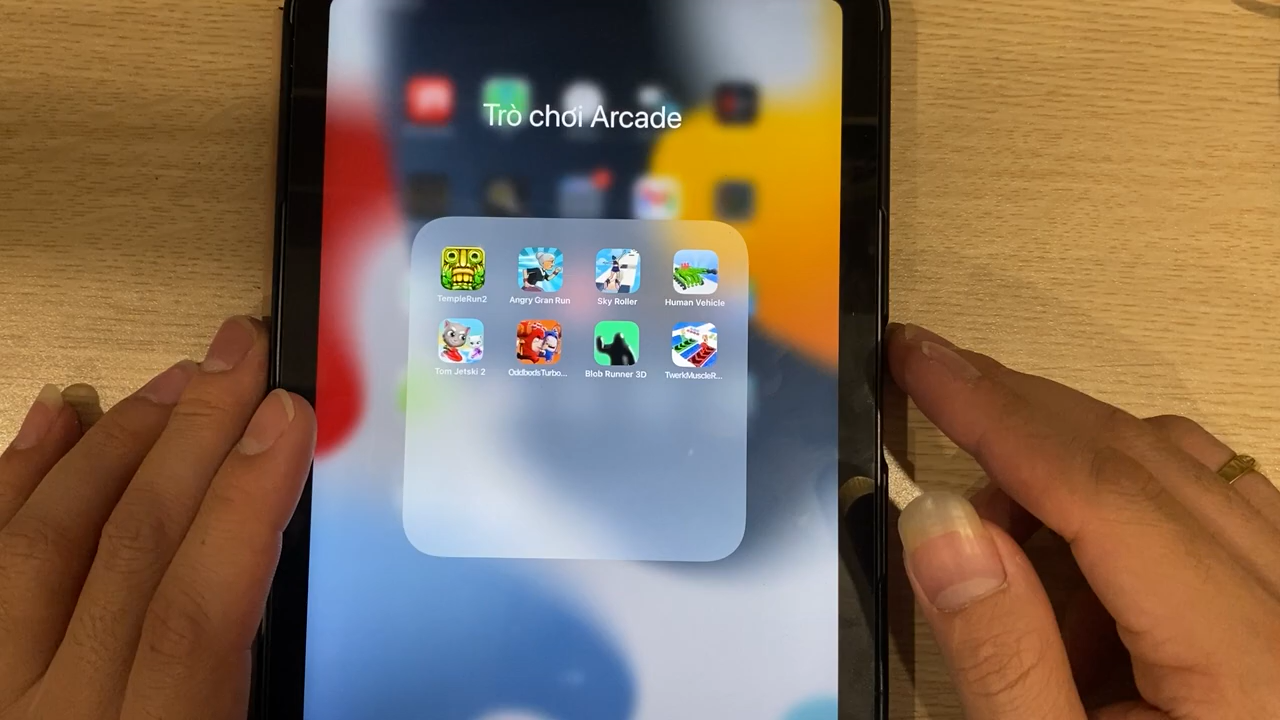 Trò chơi Arcade
TempleRun2
Angry Gran Run
Sky Roller
Human Vehicle
Tom Jetski 2
OddbodsTurbo...
Blob Runner 3D
TwerkMuscleR...